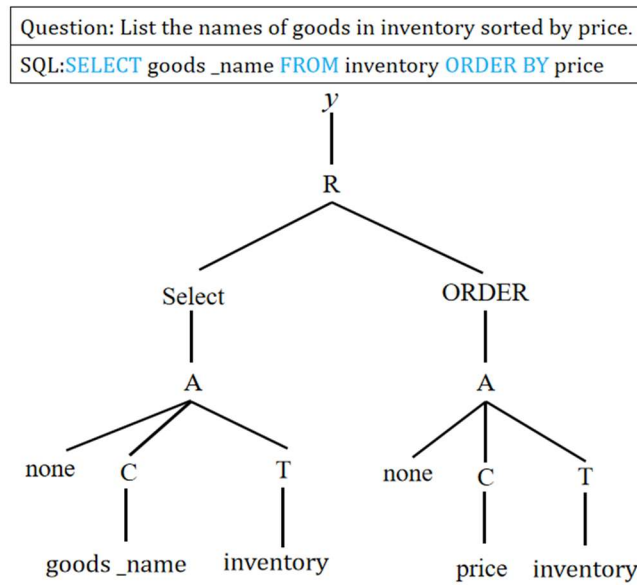 Question: List the names of goods in inventory sorted by price.
SQL:SELECT goods _name FROM inventory ORDER BY price
y
R
Select ORDER
A A
none C T none C T
goods _name inventory price inventory